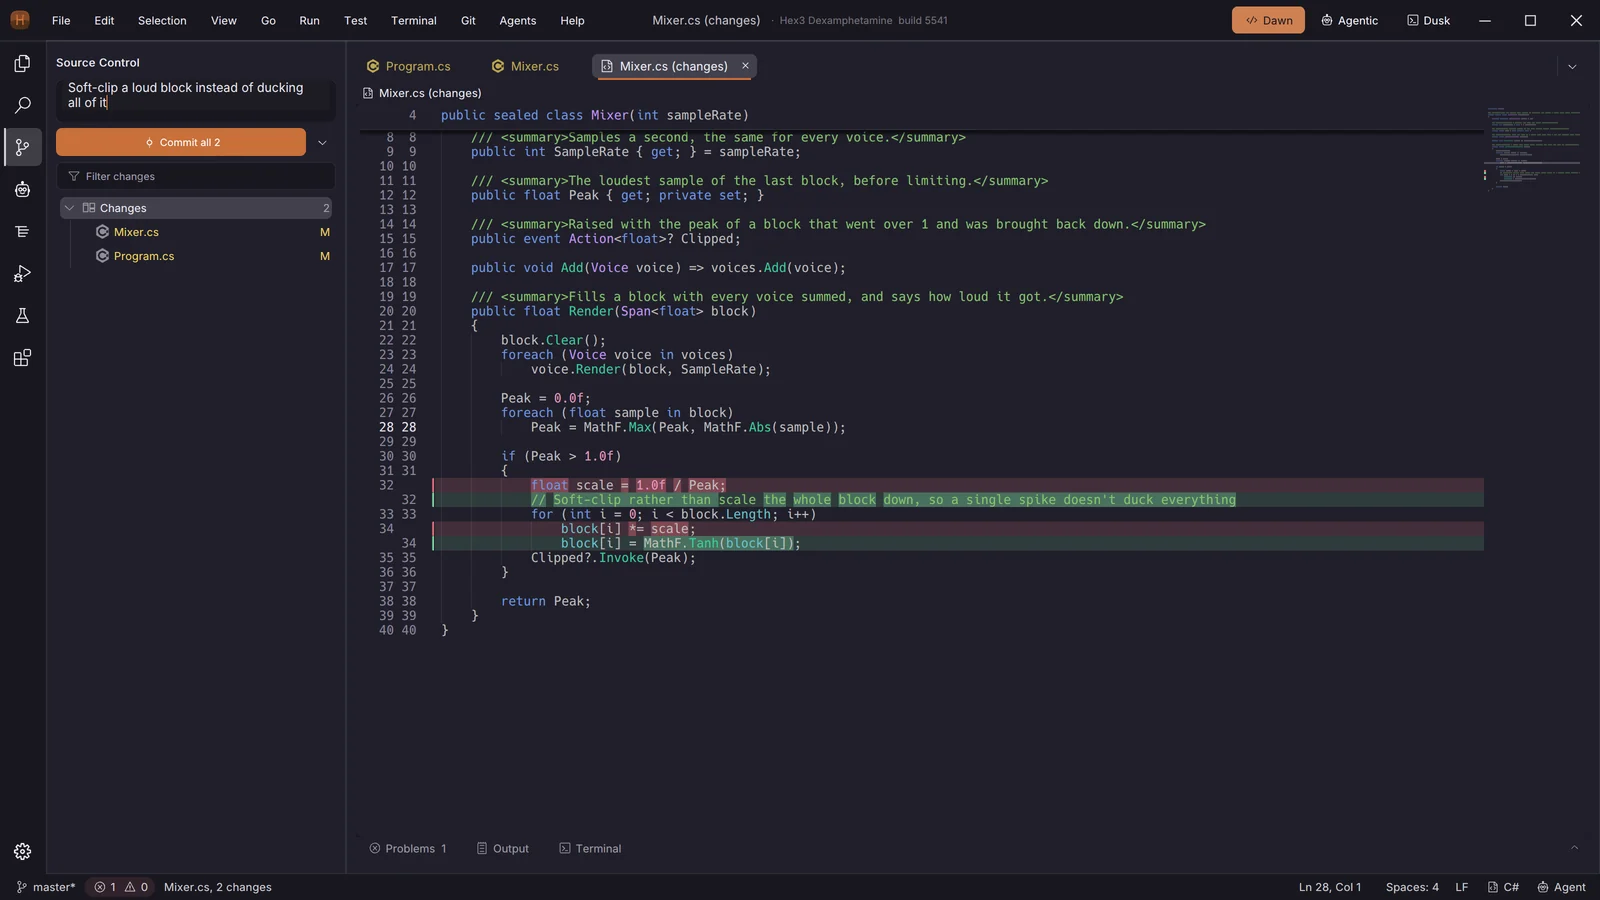 H File Edit Selection View Go Run Test Terminal Git Agents Help Mixer.cs (changes) · Hex3 Dexamphetamine build 5541 Dawn Agentic Dusk
Source Control
Soft-clip a loud block instead of ducking
all of it
Commit all 2
Filter changes
Changes 2
Mixer.cs M
Program.cs M
Program.cs Mixer.cs Mixer.cs (changes)
Mixer.cs (changes)
4 public sealed class Mixer(int sampleRate)
8 8 /// <summary>Samples a second, the same for every voice.</summary>
9 9 public int SampleRate { get; } = sampleRate;
10 10
11 11 /// <summary>The loudest sample of the last block, before limiting.</summary>
12 12 public float Peak { get; private set; }
13 13
14 14 /// <summary>Raised with the peak of a block that went over 1 and was brought back down.</summary>
15 15 public event Action<float>? Clipped;
16 16
17 17 public void Add(Voice voice) => voices.Add(voice);
18 18
19 19 /// <summary>Fills a block with every voice summed, and says how loud it got.</summary>
20 20 public float Render(Span<float> block)
21 21 {
22 22 block.Clear();
23 23 foreach (Voice voice in voices)
24 24 voice.Render(block, SampleRate);
25 25
26 26 Peak = 0.0f;
27 27 foreach (float sample in block)
28 28 Peak = MathF.Max(Peak, MathF.Abs(sample));
29 29
30 30 if (Peak > 1.0f)
31 31 {
32 float scale = 1.0f / Peak;
32 // Soft-clip rather than scale the whole block down, so a single spike doesn't duck everything
33 33 for (int i = 0; i < block.Length; i++)
34 block[i] *= scale;
34 block[i] = MathF.Tanh(block[i]);
35 35 Clipped?.Invoke(Peak);
36 36 }
37 37
38 38 return Peak;
39 39 }
40 40 }
Problems 1 Output Terminal
master* 1 0 Mixer.cs, 2 changes Ln 28, Col 1 Spaces: 4 LF C# Agent